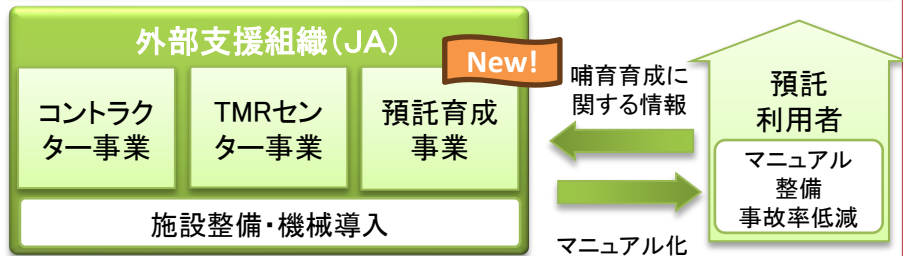 外部支援組織(JA)
New!
コントラク
ター事業
TMRセン
ター事業
預託育成
事業
施設整備・機械導入
哺育育成に
関する情報
マニュアル化
預託
利用者
マニュアル
整備
事故率低減